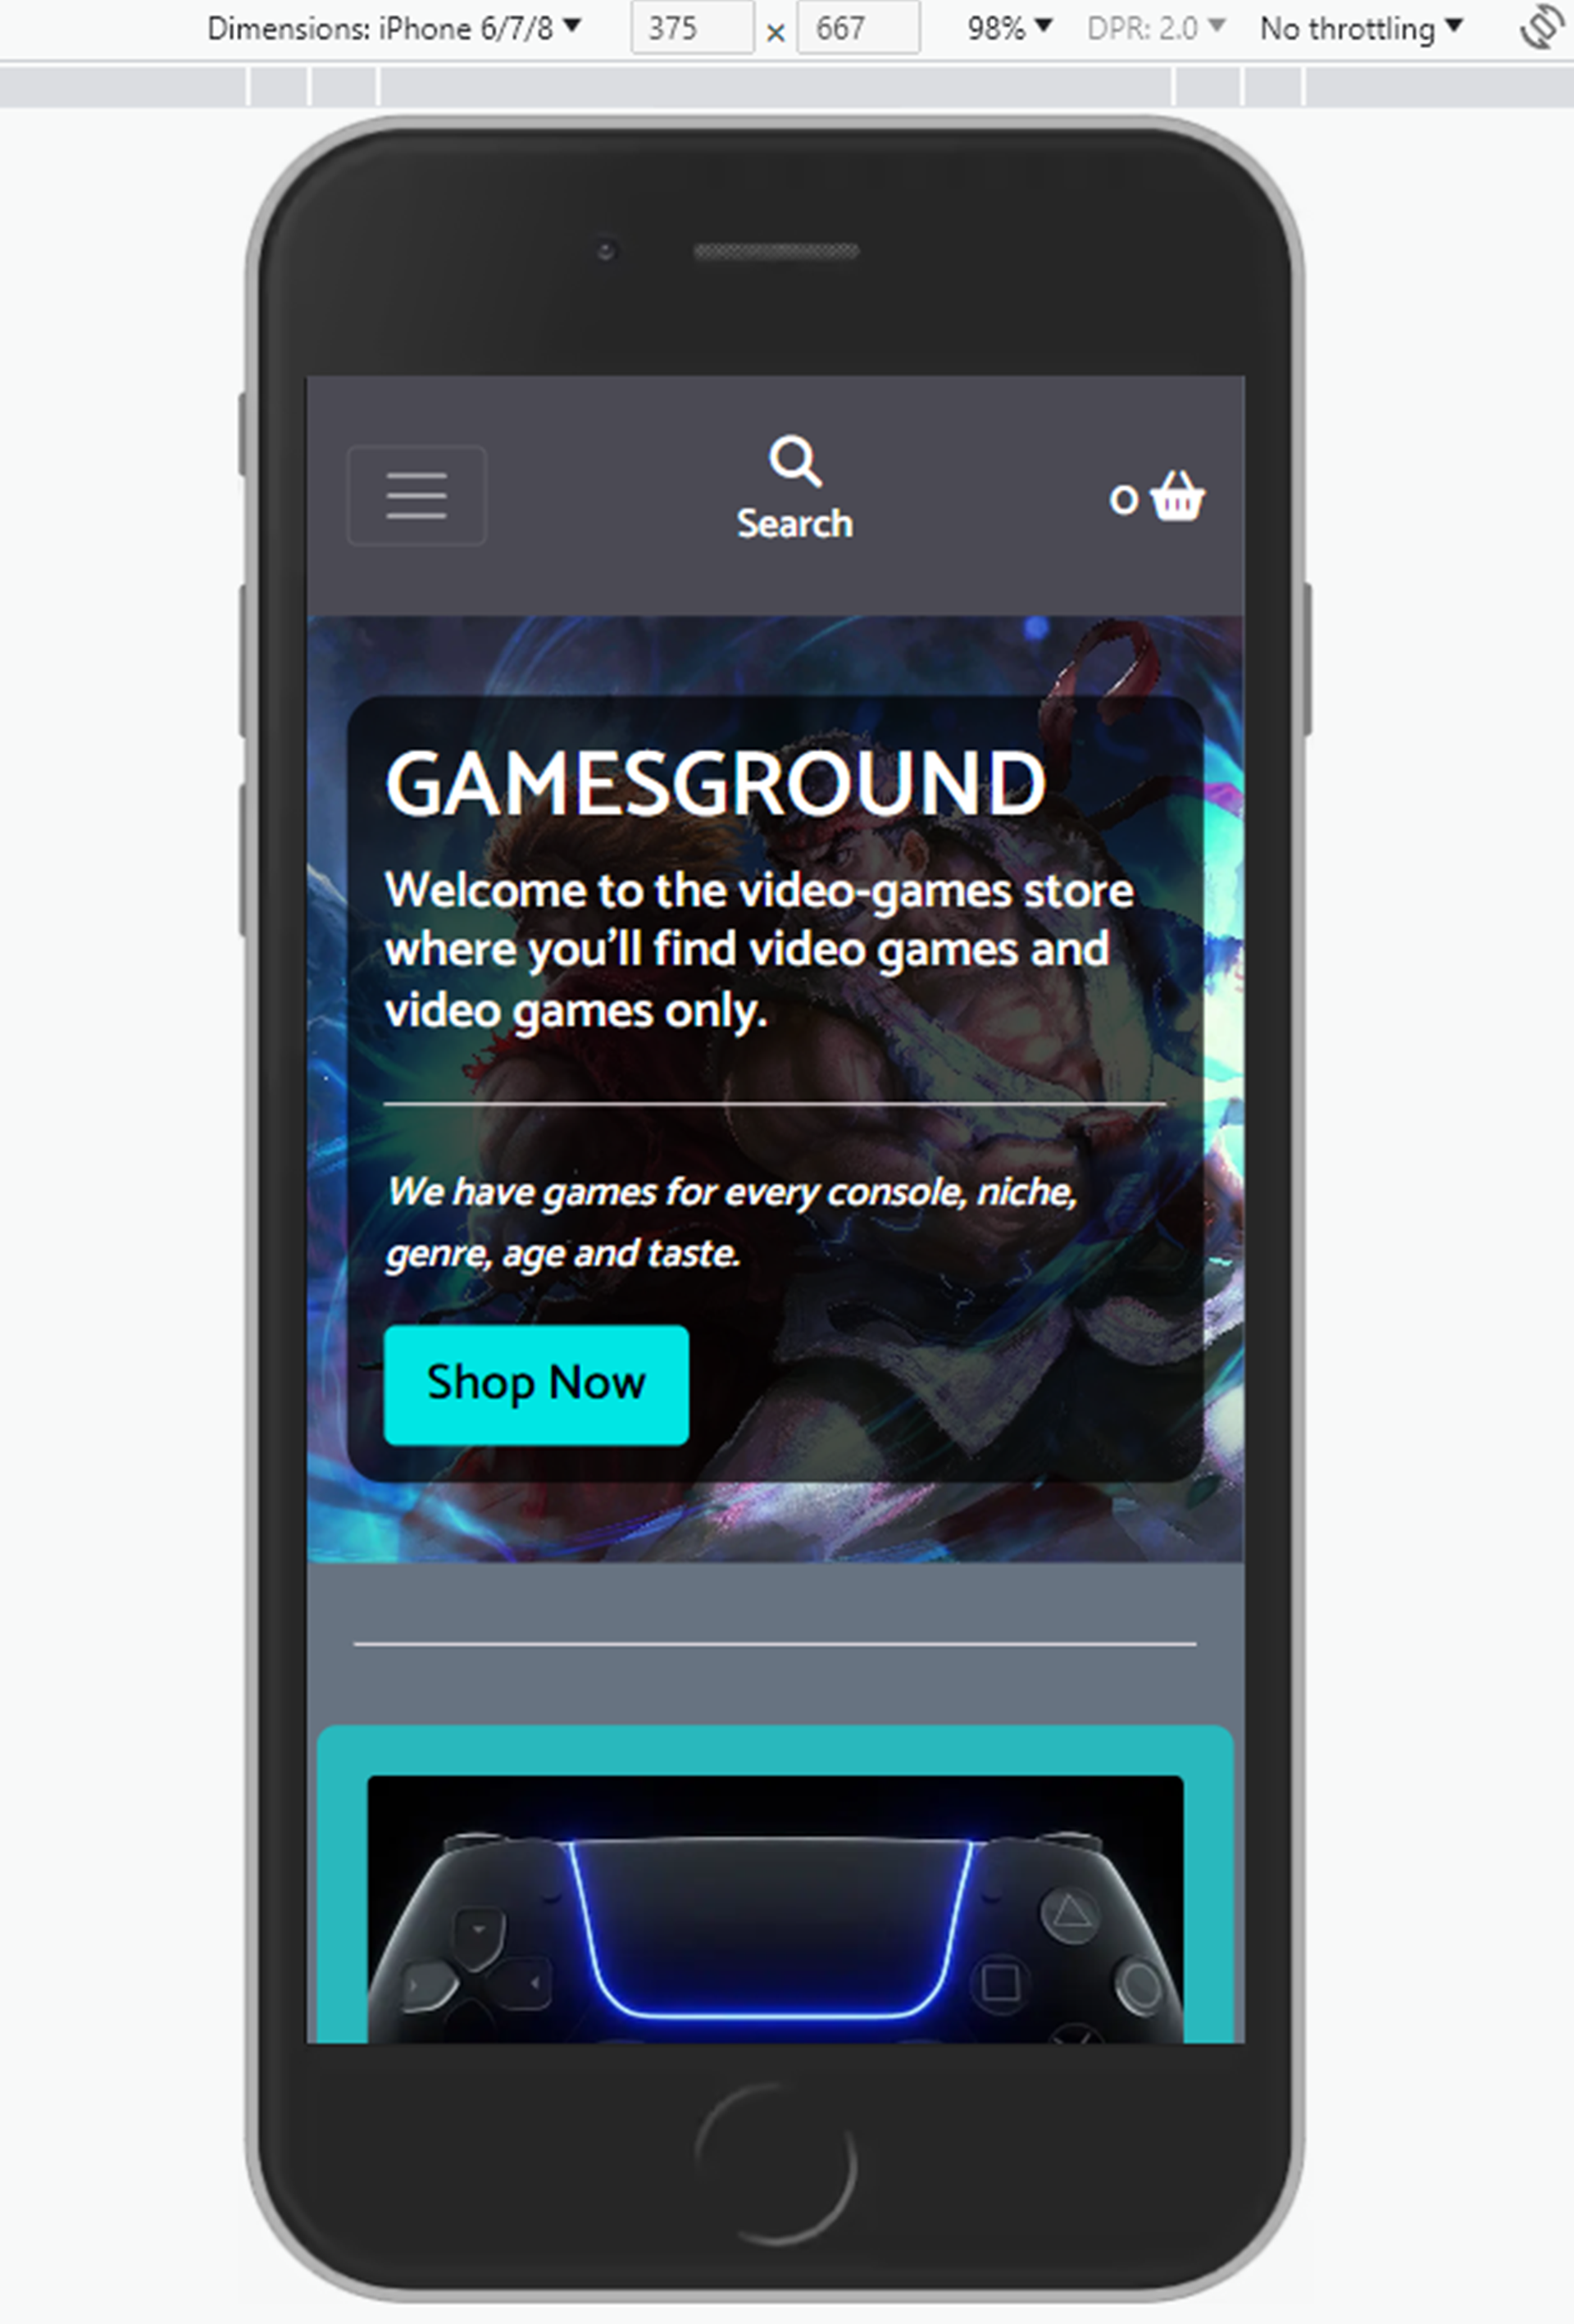 Dimensions: iPhone 6/7/8 375 × 667 98% DPR: 2.0 No throttling
Search
0
GAMESGROUND
Welcome to the video-games store
where you’ll find video games and
video games only.
We have games for every console, niche,
genre, age and taste.
Shop Now